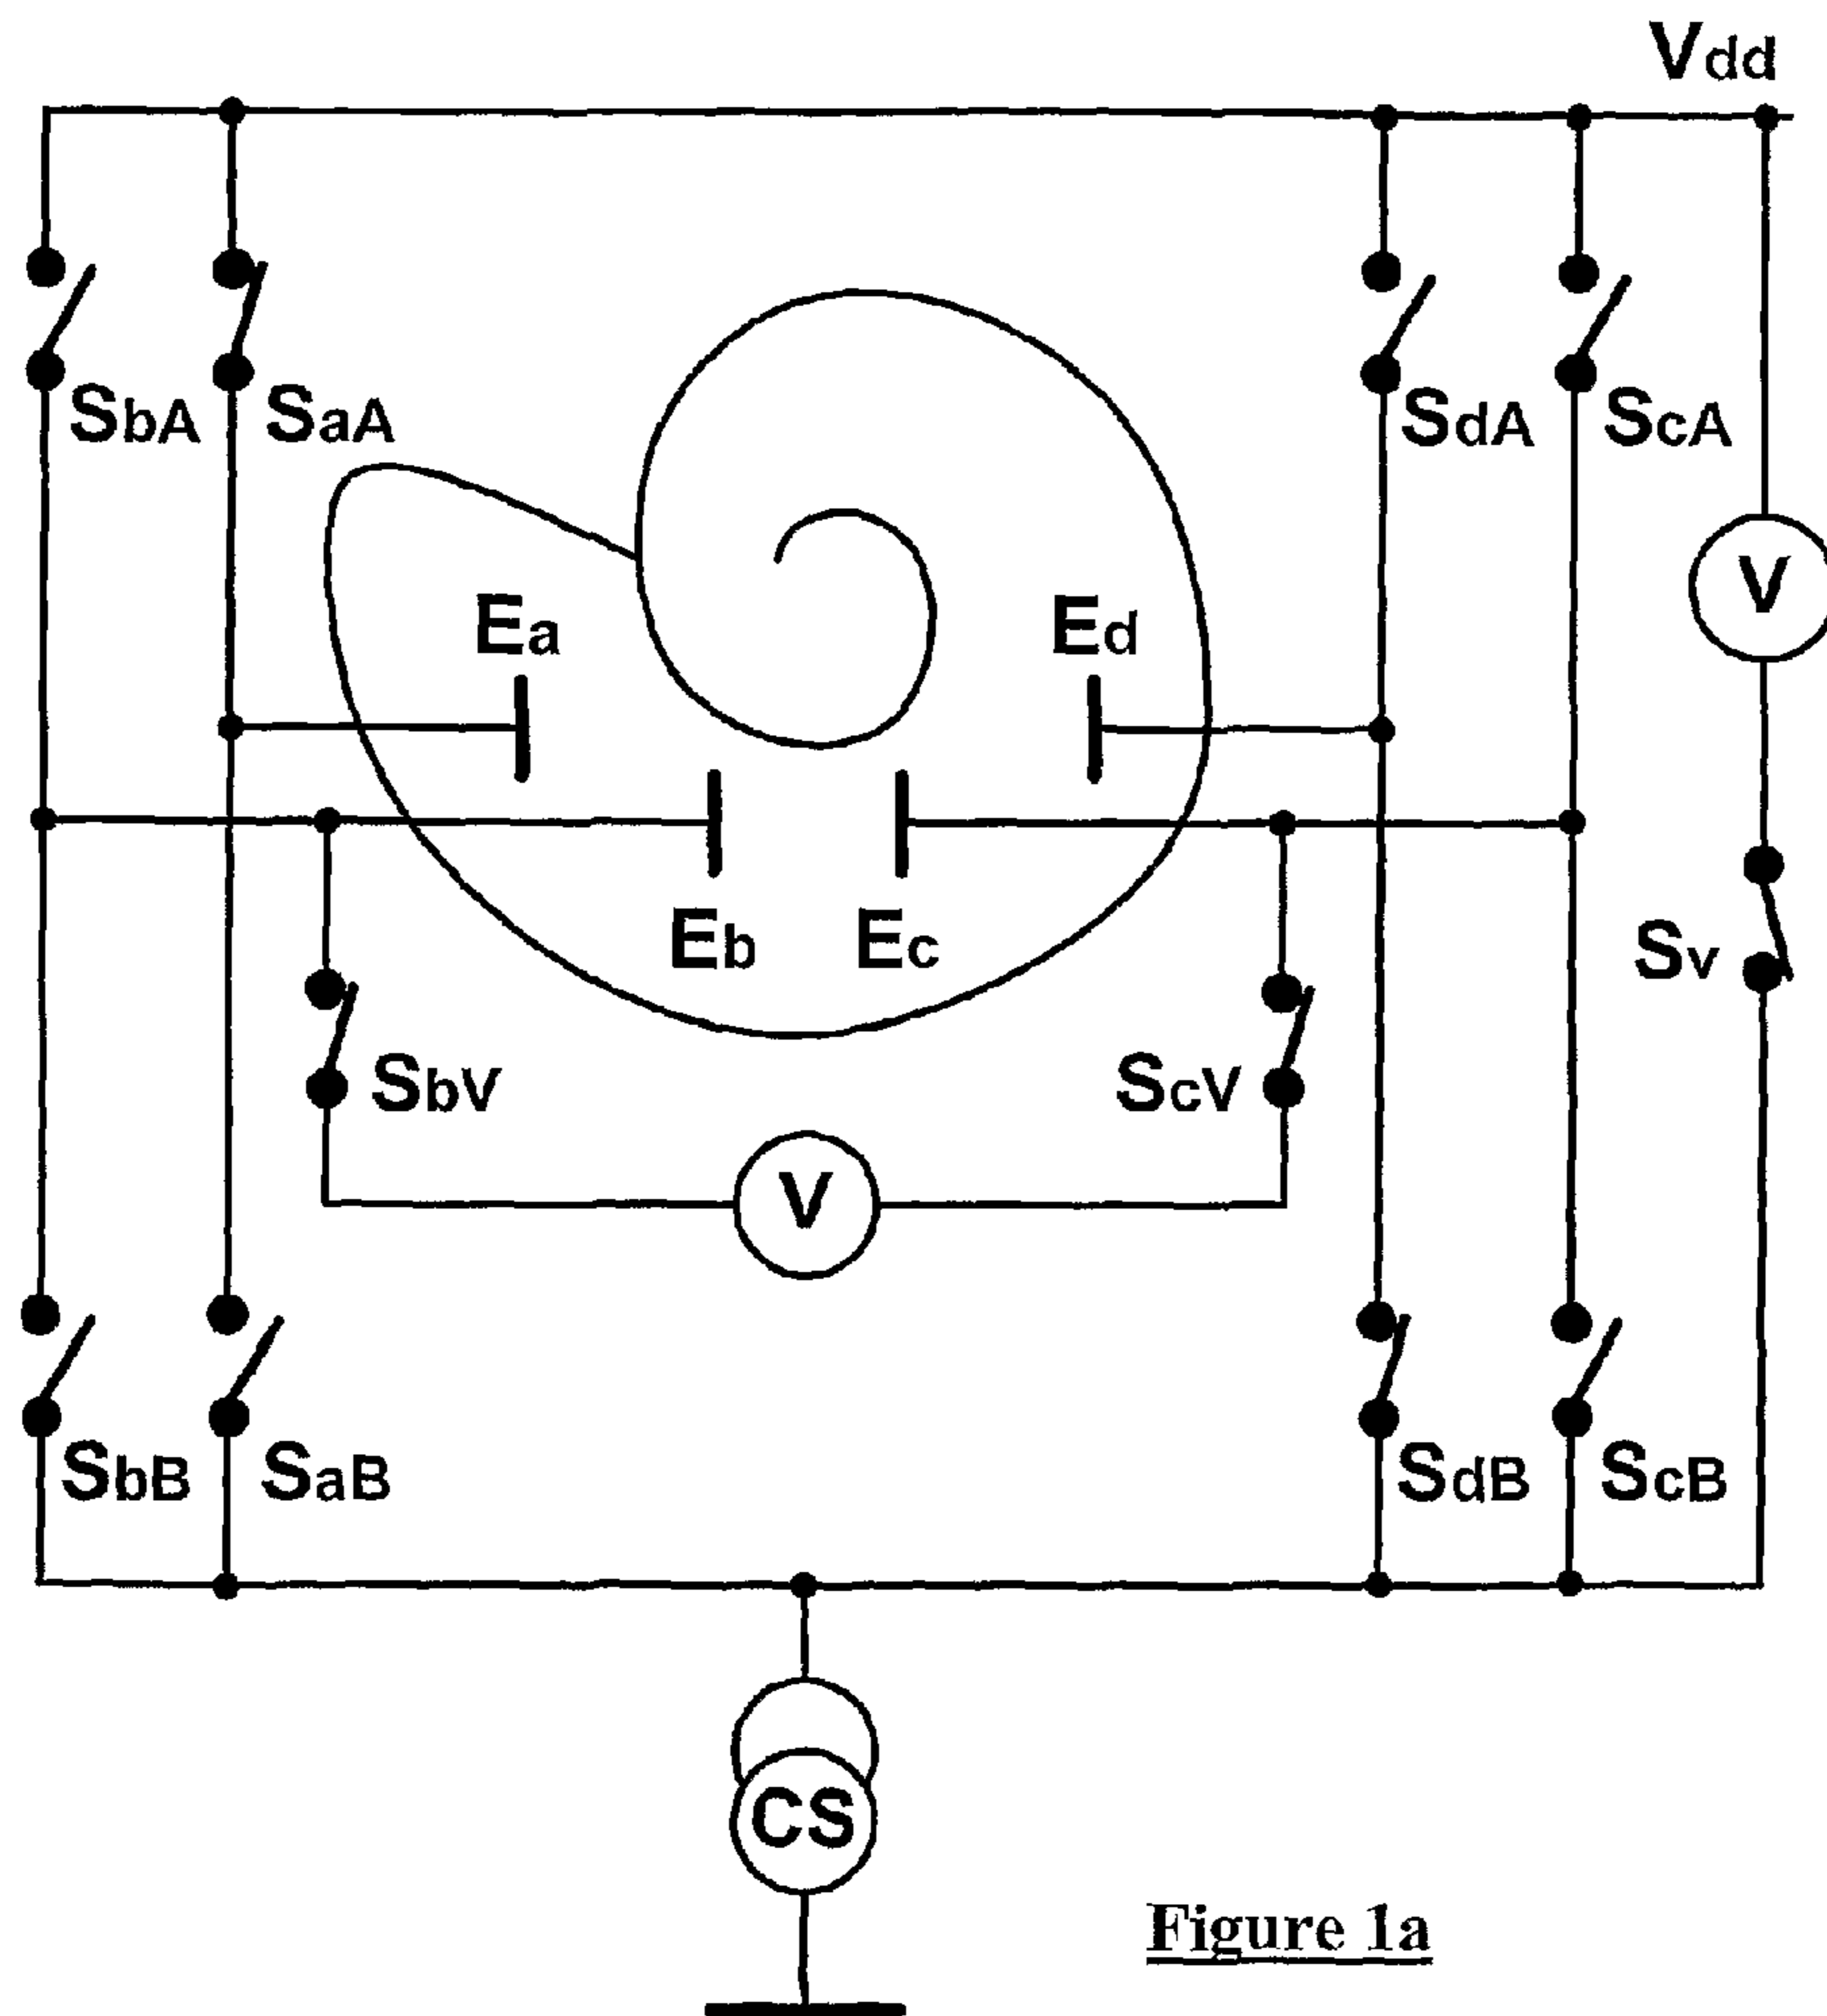 Vdd
SbA SaA SdA ScA
V
Ea Ed
Eb Ec Sv
SbV ScV
V
SbB SaB SdB ScB
CS
Figure 1a